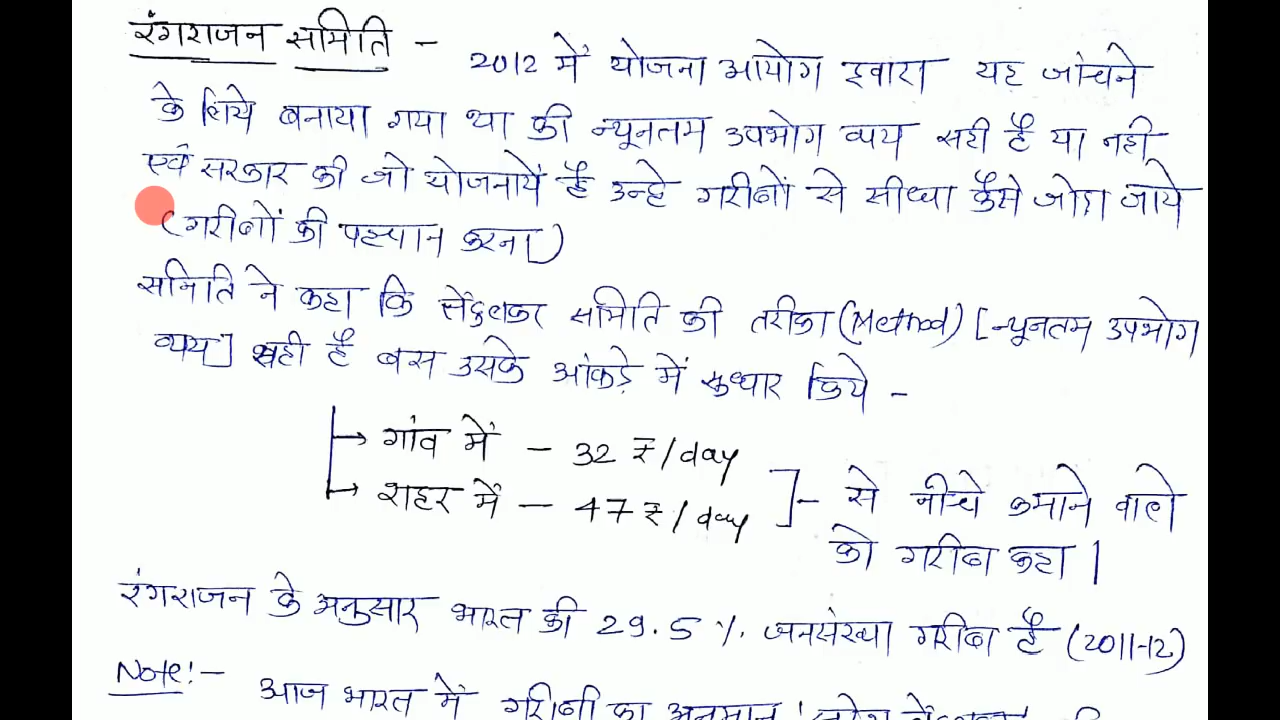 रंगराजन समिति - 2012 में योजना आयोग द्वारा यह जांचने
के लिये बनाया गया था की न्यूनतम उपभोग व्यय सही है या नही
एवं सरकार की जो योजनायें है उन्हे गरीबों से सीधा कैसे जोड़ा जाये
(गरीबों की पहचान करना)
समिति ने कहा कि तेंदुलकर समिति की तरीका (Method) [न्यूनतम उपभोग
व्यय] सही है बस उसके आंकड़े में सुधार किये -
→ गांव में - 32 ₹/day
→ शहर में - 47 ₹/day ]- से नीचे कमाने वालो
को गरीब कहा |
रंगराजन के अनुसार भारत की 29.5 % जनसंख्या गरीब है (2011-12)
Note!- आज भारत में गरीबी का अनुमान